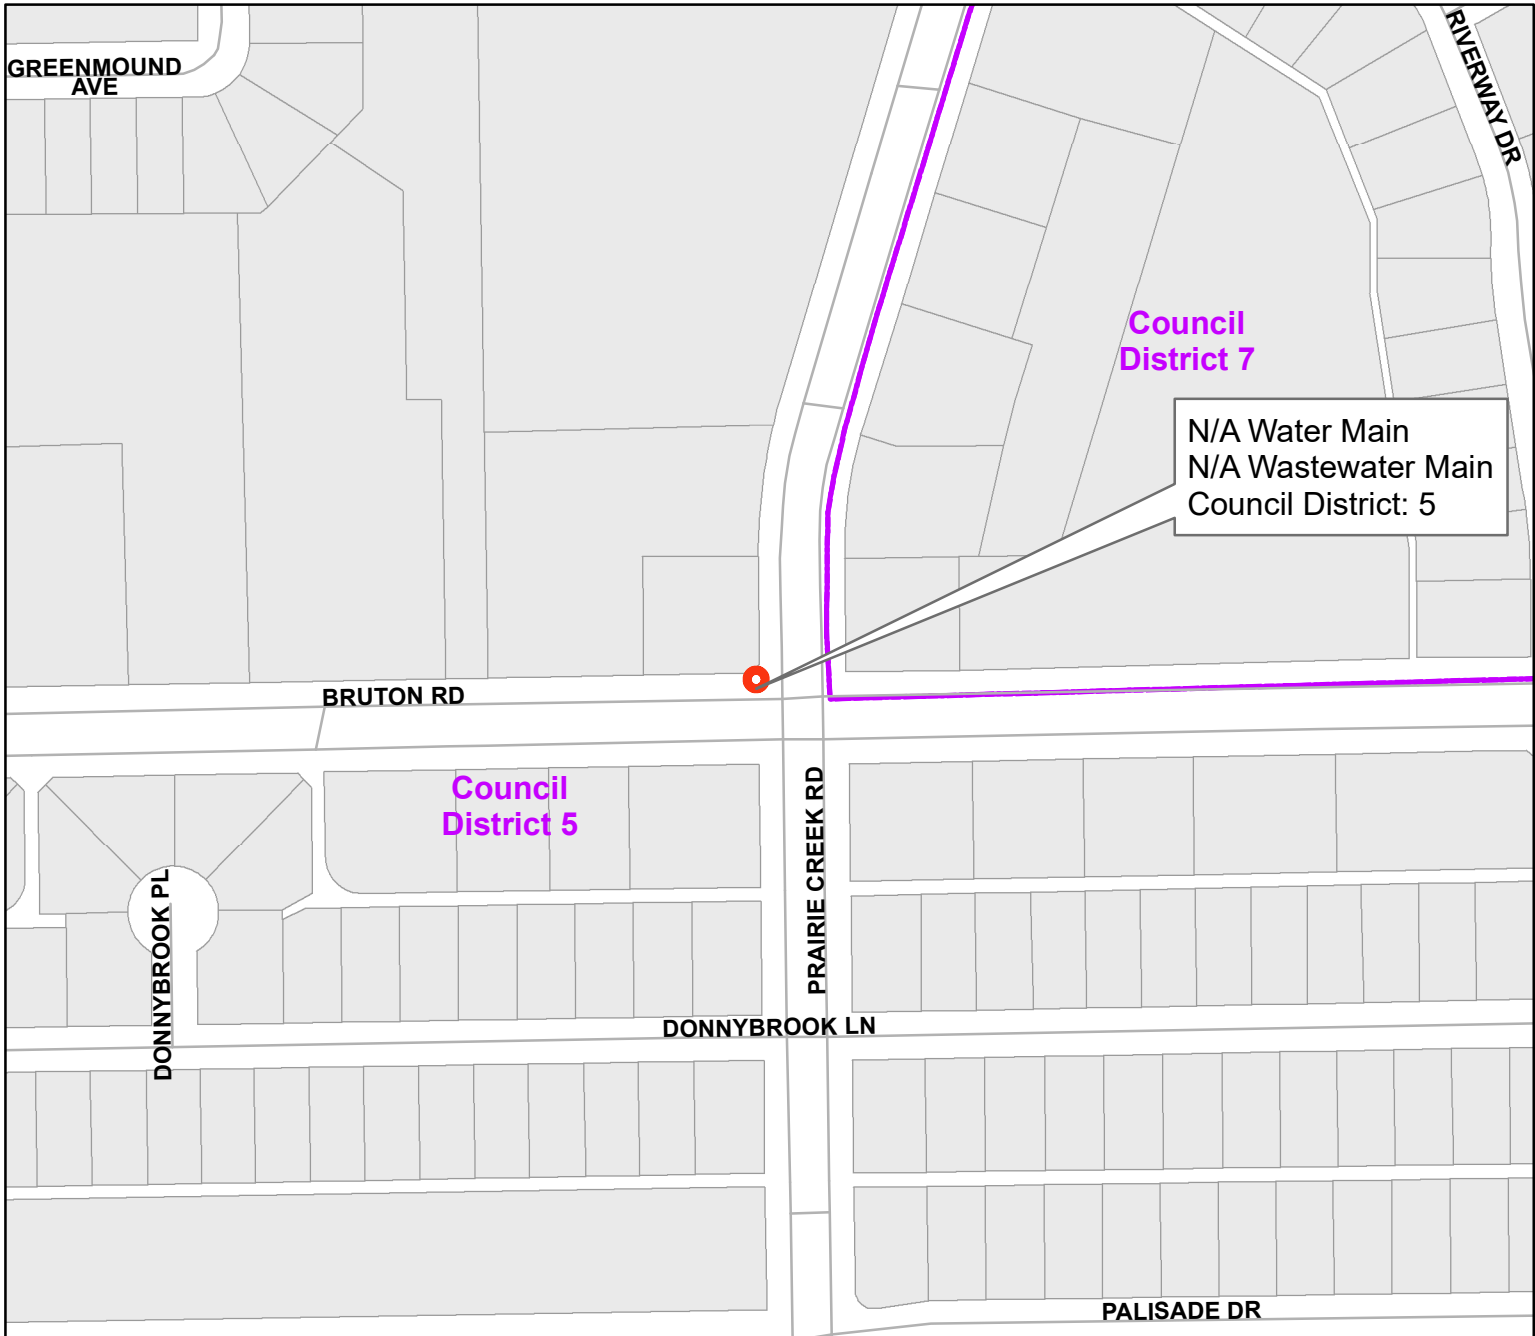 GREENMOUND
AVE
RIVERWAY DR
Council
District 7
N/A Water Main
N/A Wastewater Main
Council District: 5
BRUTON RD
Council
District 5
PRAIRIE CREEK RD
DONNYBROOK PL
DONNYBROOK LN
PALISADE DR